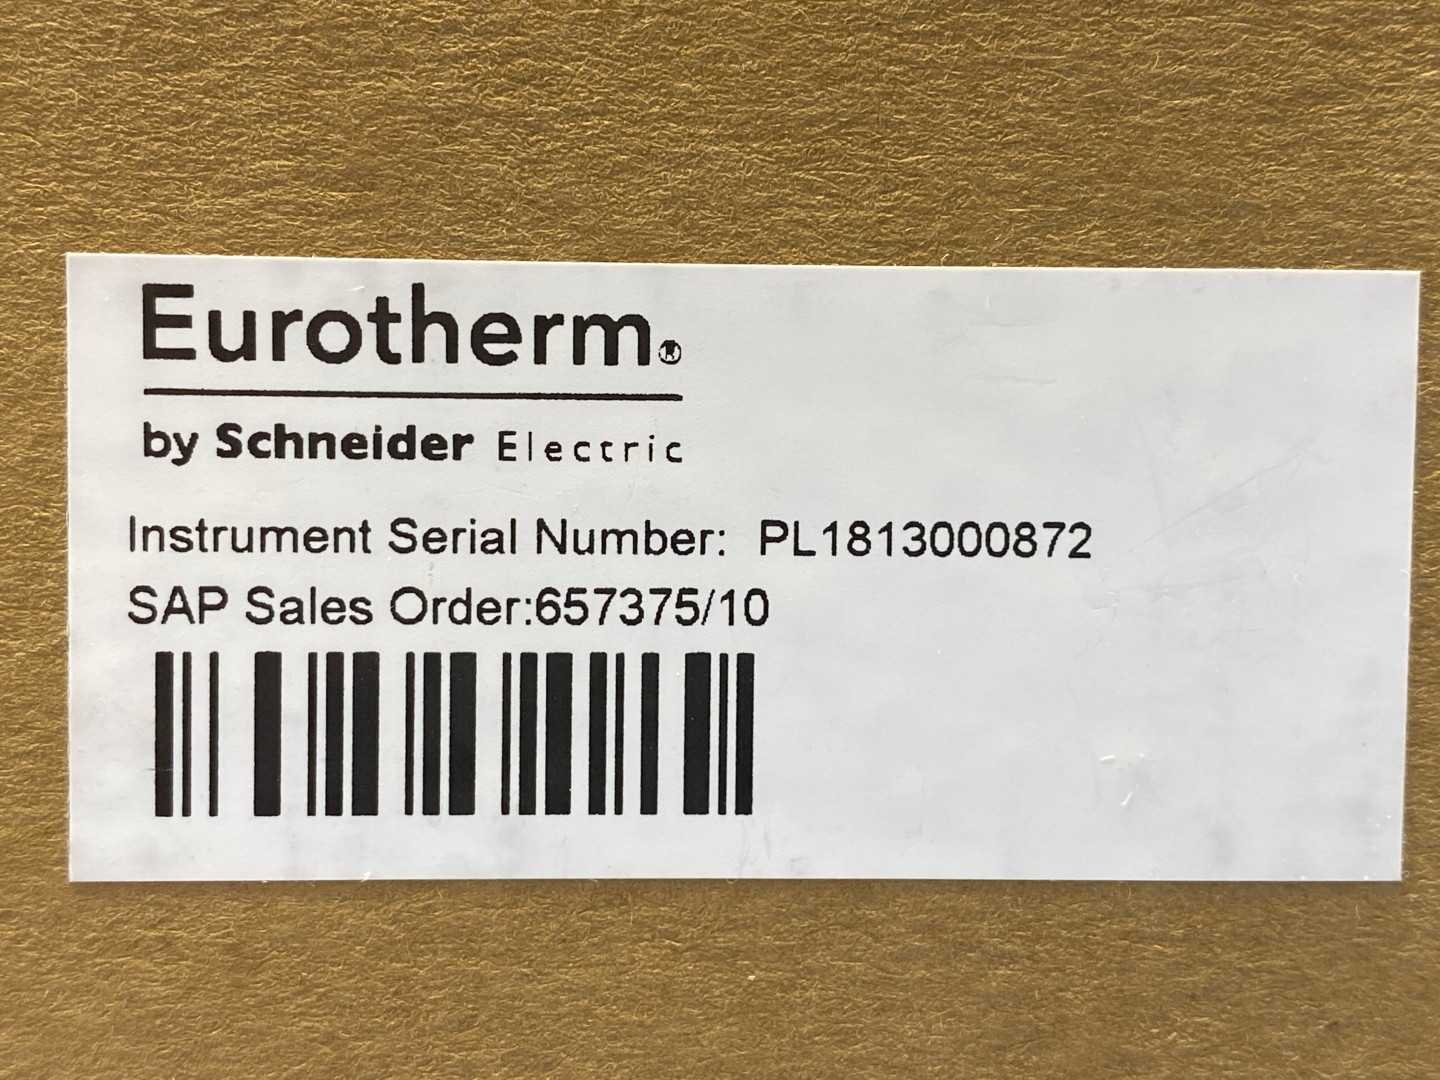 Eurotherm®
by Schneider Electric
Instrument Serial Number: PL1813000872
SAP Sales Order:657375/10